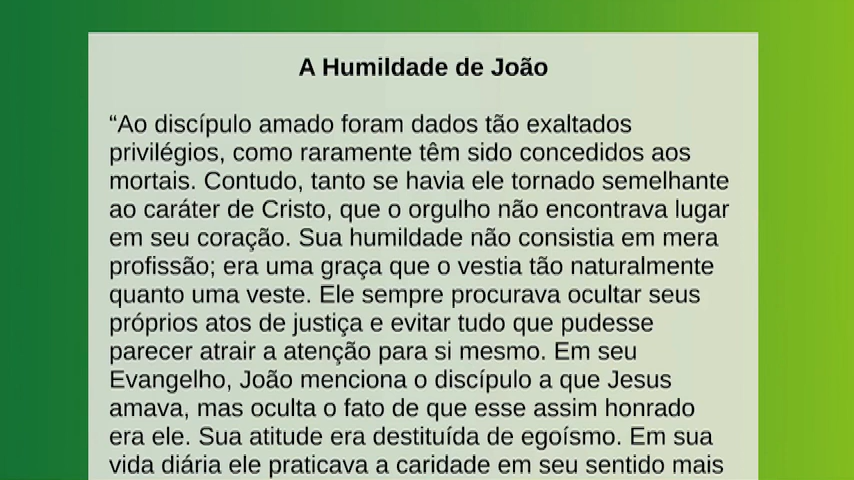 A Humildade de João
“Ao discípulo amado foram dados tão exaltados
privilégios, como raramente têm sido concedidos aos
mortais. Contudo, tanto se havia ele tornado semelhante
ao caráter de Cristo, que o orgulho não encontrava lugar
em seu coração. Sua humildade não consistia em mera
profissão; era uma graça que o vestia tão naturalmente
quanto uma veste. Ele sempre procurava ocultar seus
próprios atos de justiça e evitar tudo que pudesse
parecer atrair a atenção para si mesmo. Em seu
Evangelho, João menciona o discípulo a que Jesus
amava, mas oculta o fato de que esse assim honrado
era ele. Sua atitude era destituída de egoísmo. Em sua
vida diária ele praticava a caridade em seu sentido mais